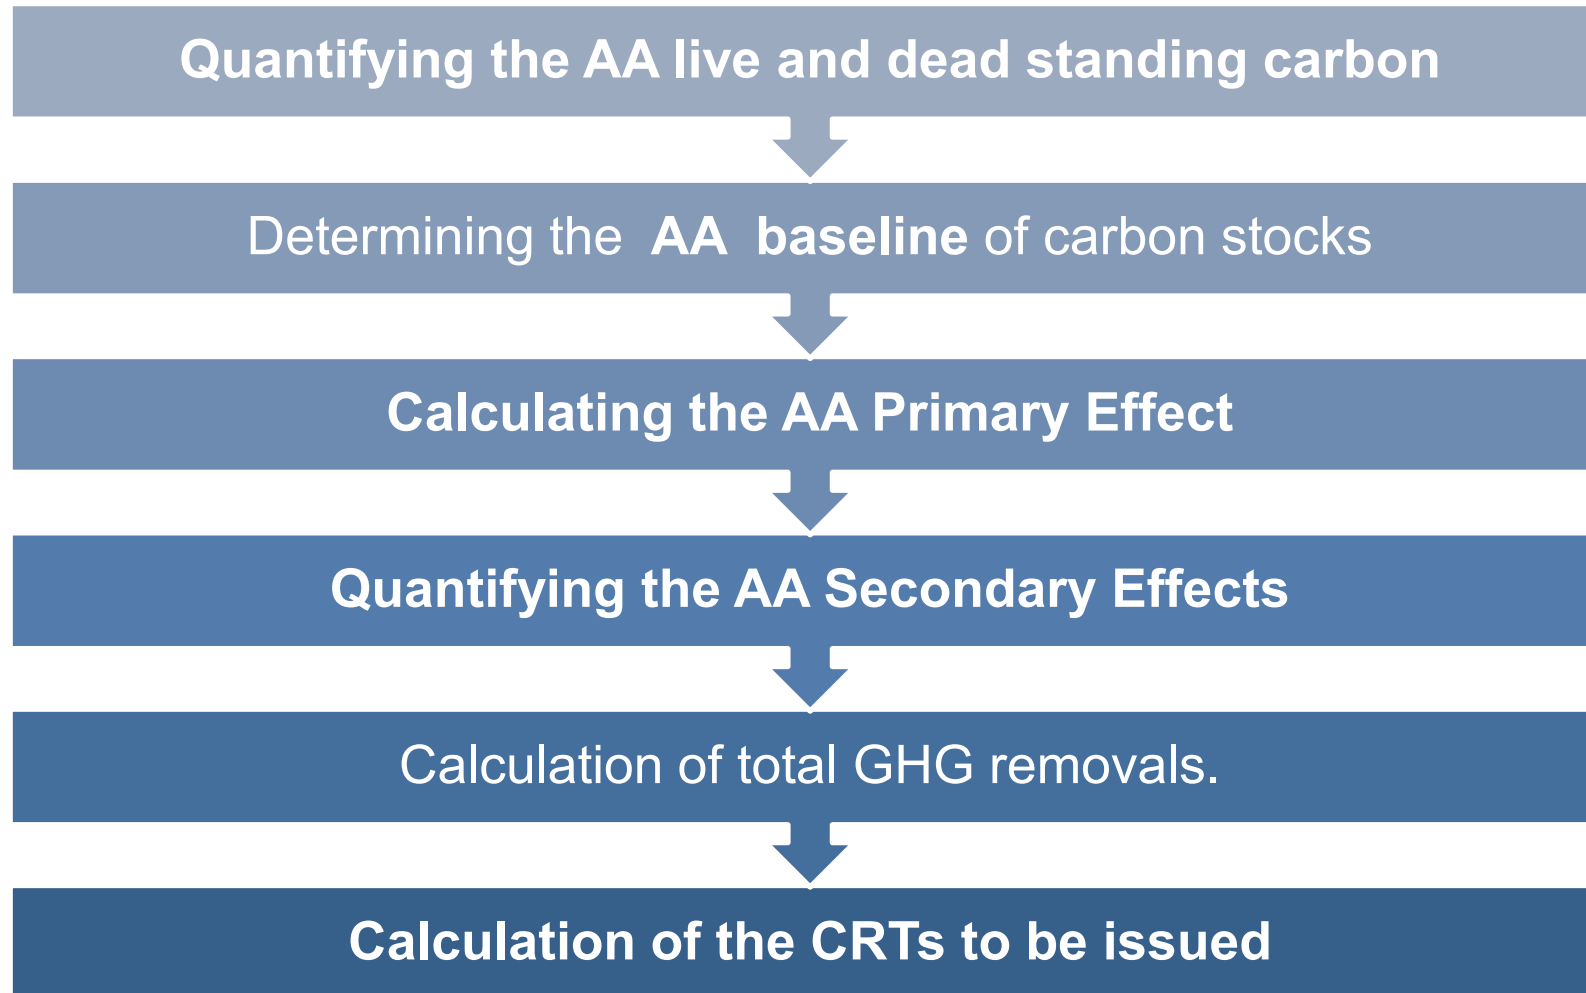 Quantifying the AA live and dead standing carbon
Determining the AA baseline of carbon stocks
Calculating the AA Primary Effect
Quantifying the AA Secondary Effects
Calculation of total GHG removals.
Calculation of the CRTs to be issued